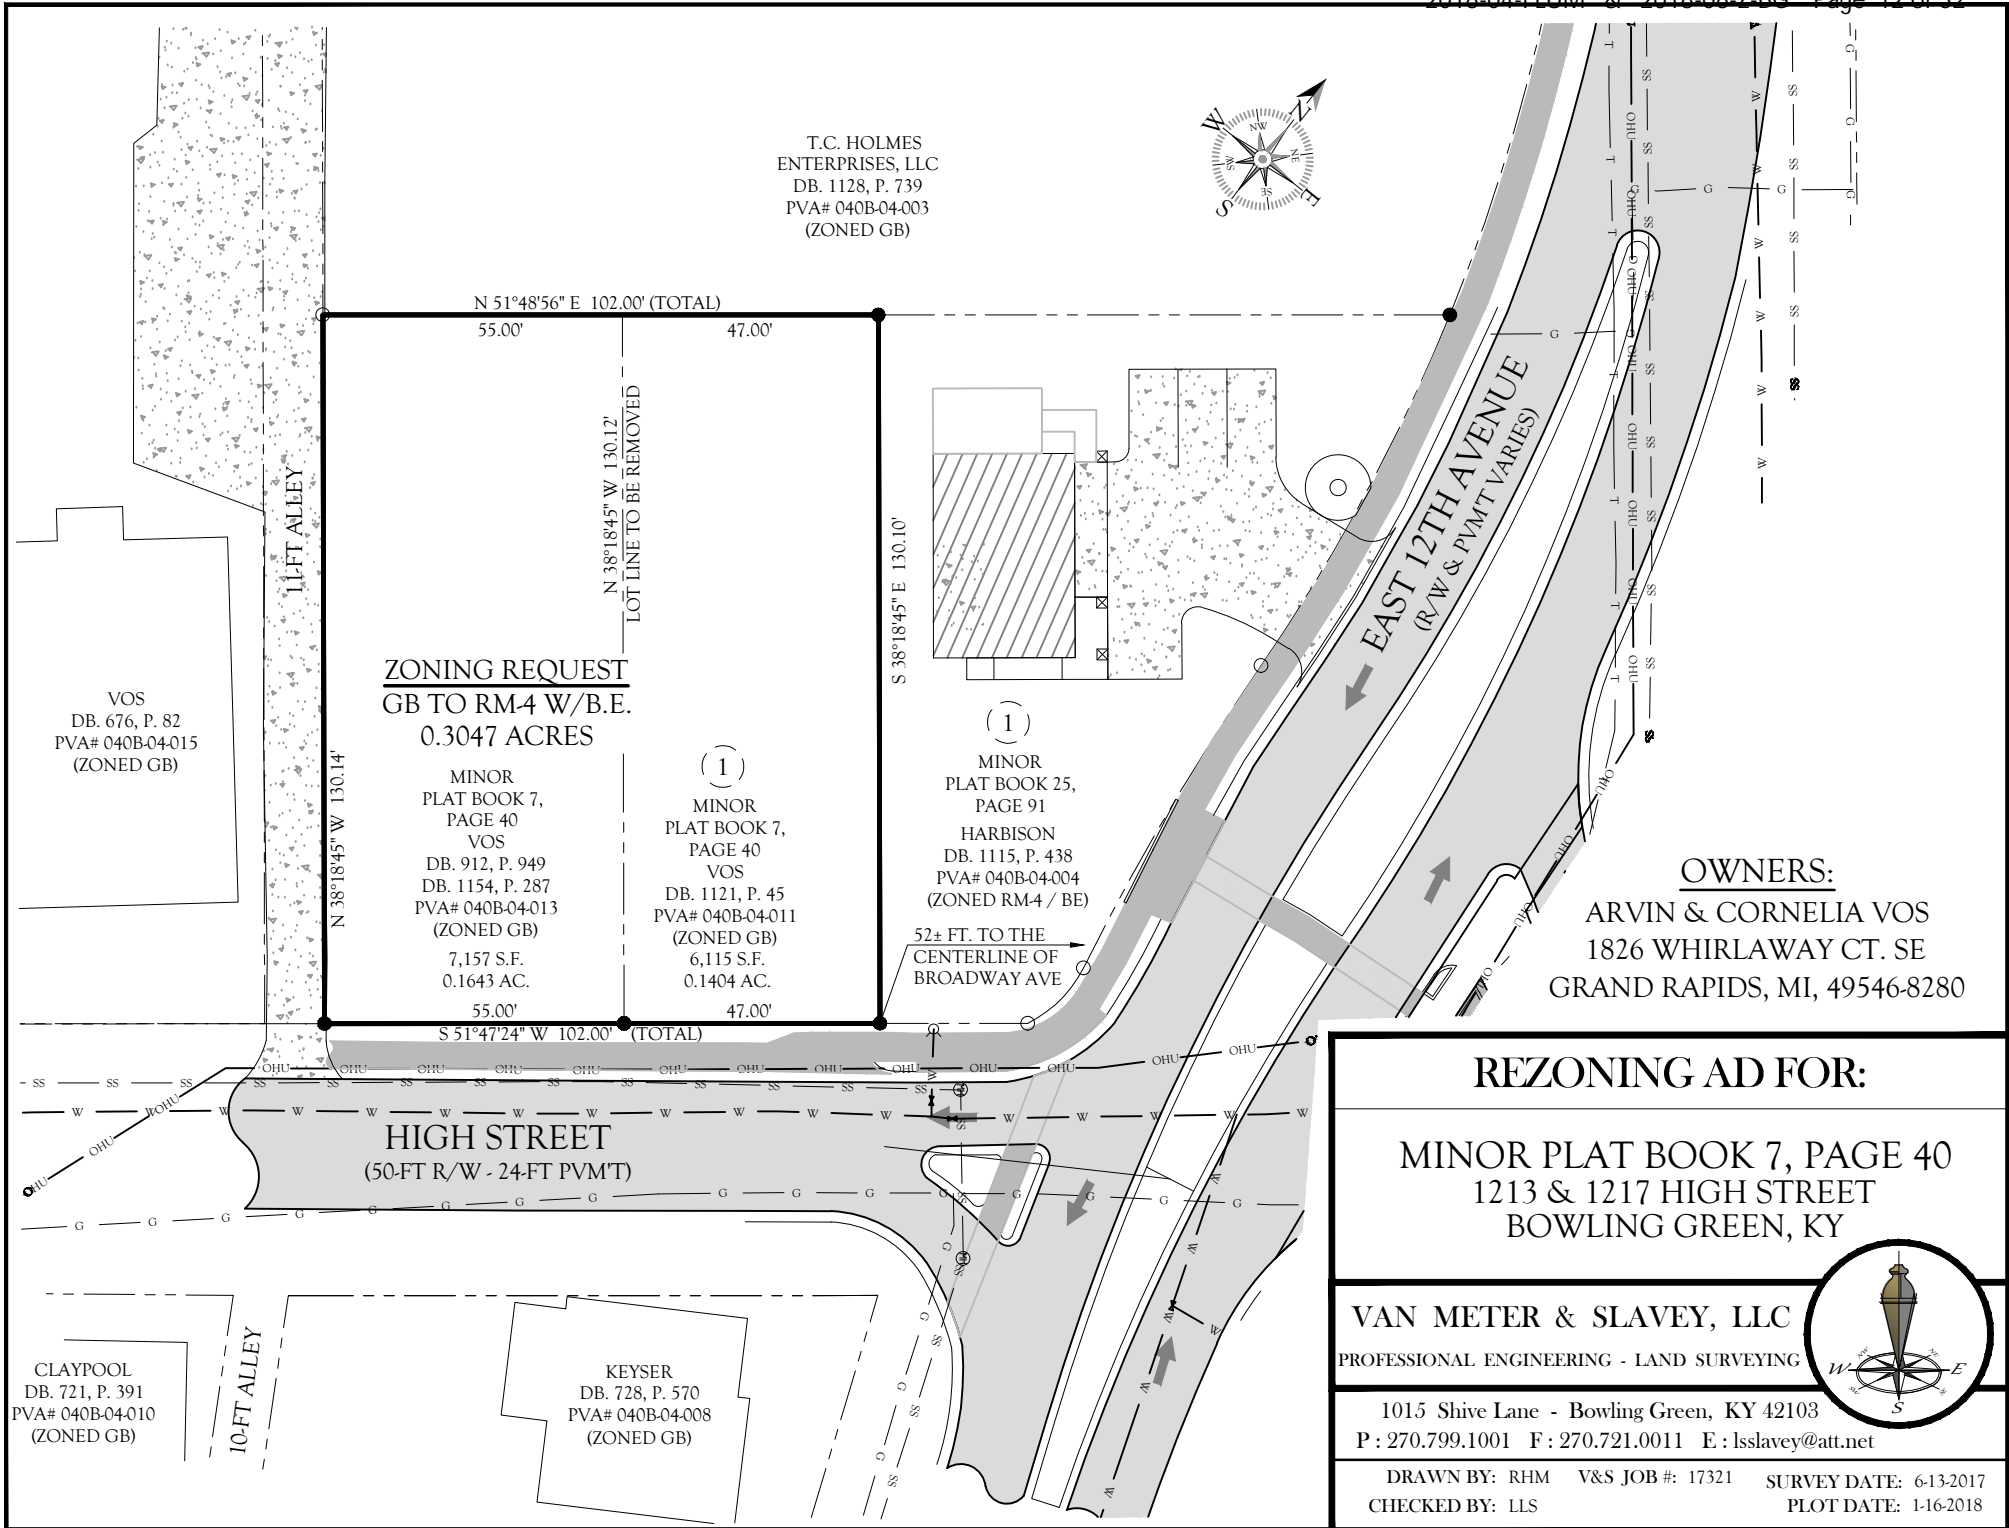 T.C. HOLMES
ENTERPRISES, LLC
DB. 1128, P. 739
PVA# 040B-04-003
(ZONED GB)
N
NE
E
SE
S
SW
W
NW
N 51°48'56" E 102.00' (TOTAL)
55.00'
47.00'
N 38°18'45" W 130.12'
LOT LINE TO BE REMOVED
S 38°18'45" E 130.10'
N 38°18'45" W 130.14'
11-FT ALLEY
EAST 12TH AVENUE
(R/W & PVM'T VARIES)
ZONING REQUEST
GB TO RM-4 W/B.E.
0.3047 ACRES
VOS
DB. 676, P. 82
PVA# 040B-04-015
(ZONED GB)
MINOR
PLAT BOOK 7,
PAGE 40
VOS
DB. 912, P. 949
DB. 1154, P. 287
PVA# 040B-04-013
(ZONED GB)
7,157 S.F.
0.1643 AC.
55.00'
1
MINOR
PLAT BOOK 7,
PAGE 40
VOS
DB. 1121, P. 45
PVA# 040B-04-011
(ZONED GB)
6,115 S.F.
0.1404 AC.
47.00'
S 51°47'24" W 102.00' (TOTAL)
1
MINOR
PLAT BOOK 25,
PAGE 91
HARBISON
DB. 1115, P. 438
PVA# 040B-04-004
(ZONED RM-4 / BE)
52± FT. TO THE
CENTERLINE OF
BROADWAY AVE
HIGH STREET
(50-FT R/W - 24-FT PVM'T)
10-FT ALLEY
CLAYPOOL
DB. 721, P. 391
PVA# 040B-04-010
(ZONED GB)
KEYSER
DB. 728, P. 570
PVA# 040B-04-008
(ZONED GB)
OWNERS:
ARVIN & CORNELIA VOS
1826 WHIRLAWAY CT. SE
GRAND RAPIDS, MI, 49546-8280
REZONING AD FOR:
MINOR PLAT BOOK 7, PAGE 40
1213 & 1217 HIGH STREET
BOWLING GREEN, KY
VAN METER & SLAVEY, LLC
PROFESSIONAL ENGINEERING - LAND SURVEYING
W E S
NW NE SW SE
1015 Shive Lane - Bowling Green, KY 42103
P : 270.799.1001 F : 270.721.0011 E : lsslavey@att.net
DRAWN BY: RHM V&S JOB #: 17321 SURVEY DATE: 6-13-2017
CHECKED BY: LLS PLOT DATE: 1-16-2018